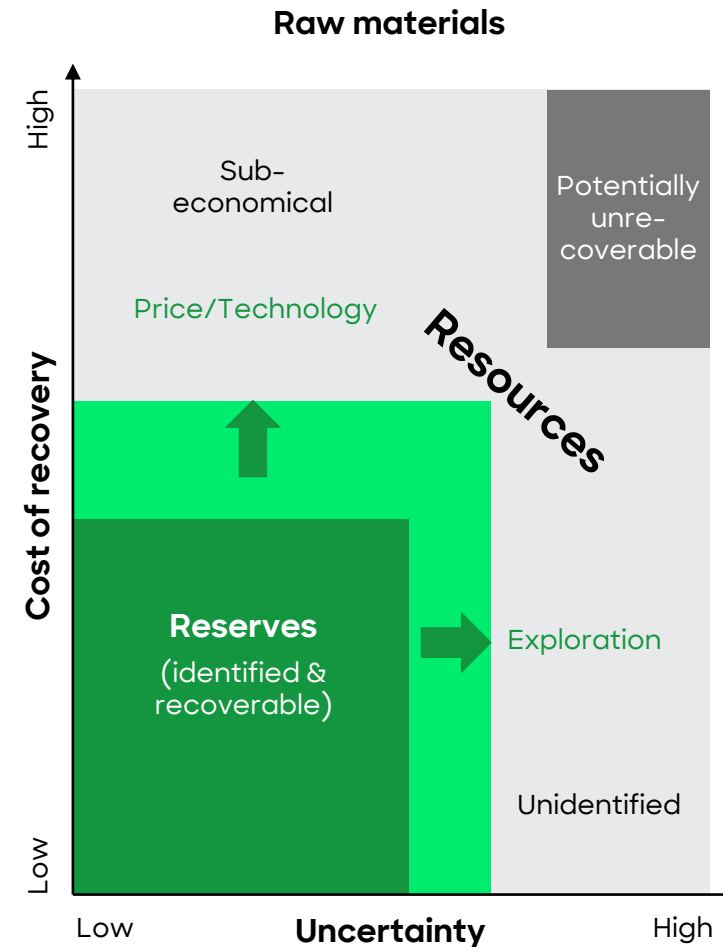 Raw materials
High
Sub-
economical
Potentially
unre-
coverable
Price/Technology
Resources
Cost of recovery
Reserves
(identified &
recoverable)
Exploration
Unidentified
Low
Low
Uncertainty
High